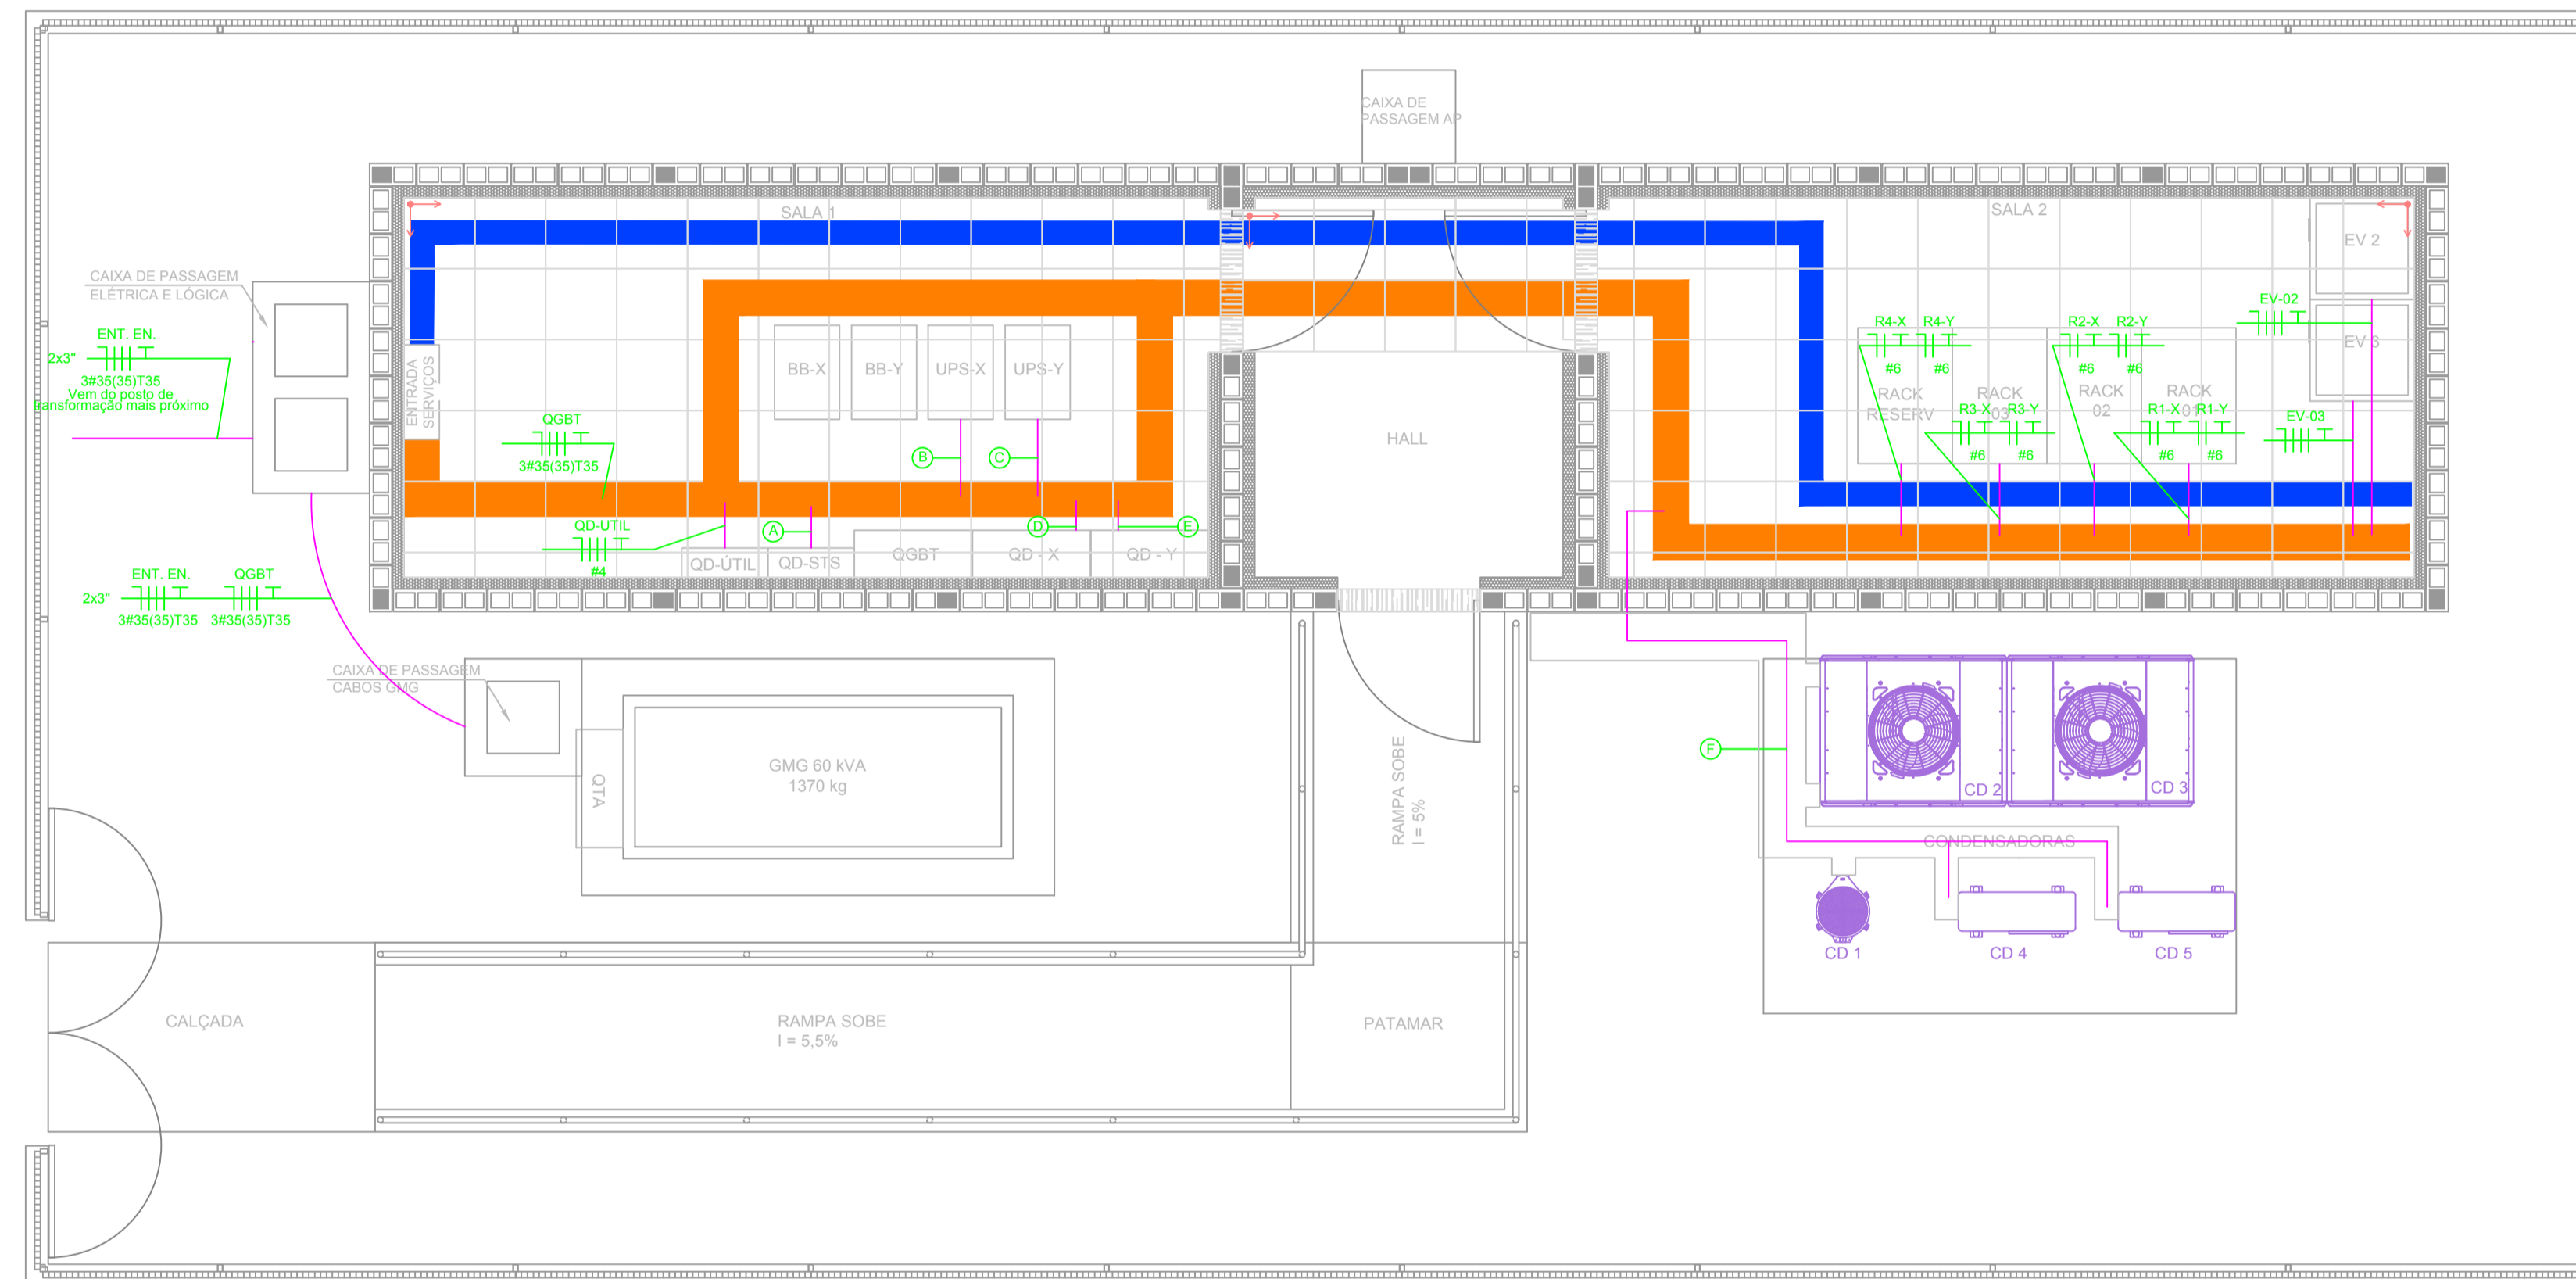 CAIXA DE
PASSAGEM AP
SALA 1
SALA 2
EV 2
CAIXA DE PASSAGEM
ELÉTRICA E LÓGICA
EV-02
ENT. EN.
2x3"
3#35(35)T35
Vem do posto de
transformação mais próximo
R4-X
R4-Y
R2-X
R2-Y
EV 3
#6
#6
#6
#6
ENTRADA
SERVIÇOS
BB-X
BB-Y
UPS-X
UPS-Y
RACK
RESERV
RACK
03
RACK
02
RACK
01
R3-X
R3-Y
R1-X
R1-Y
EV-03
#6
#6
#6
#6
QGBT
3#35(35)T35
HALL
B
C
QD-UTIL
#4
A
D
E
QD-ÚTIL
QD-STS
QGBT
QD - X
QD - Y
ENT. EN.
QGBT
2x3"
3#35(35)T35
3#35(35)T35
CAIXA DE PASSAGEM
CABOS GMG
QTA
GMG 60 kVA
1370 kg
RAMPA SOBE
I = 5%
F
CD 2
CD 3
CONDENSADORAS
CD 1
CD 4
CD 5
CALÇADA
RAMPA SOBE
I = 5,5%
PATAMAR